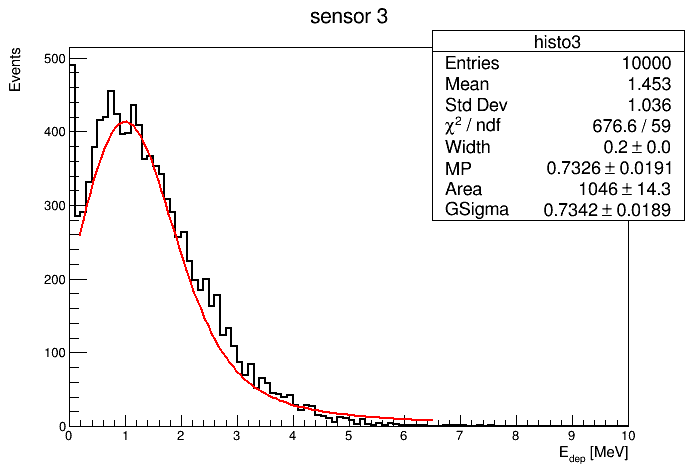 sensor 3
Events
500
400
300
200
100
0
0 1 2 3 4 5 6 7 8 9 10
E_dep [MeV]
histo3
Entries 10000
Mean 1.453
Std Dev 1.036
χ² / ndf 676.6 / 59
Width 0.2 ± 0.0
MP 0.7326 ± 0.0191
Area 1046 ± 14.3
GSigma 0.7342 ± 0.0189